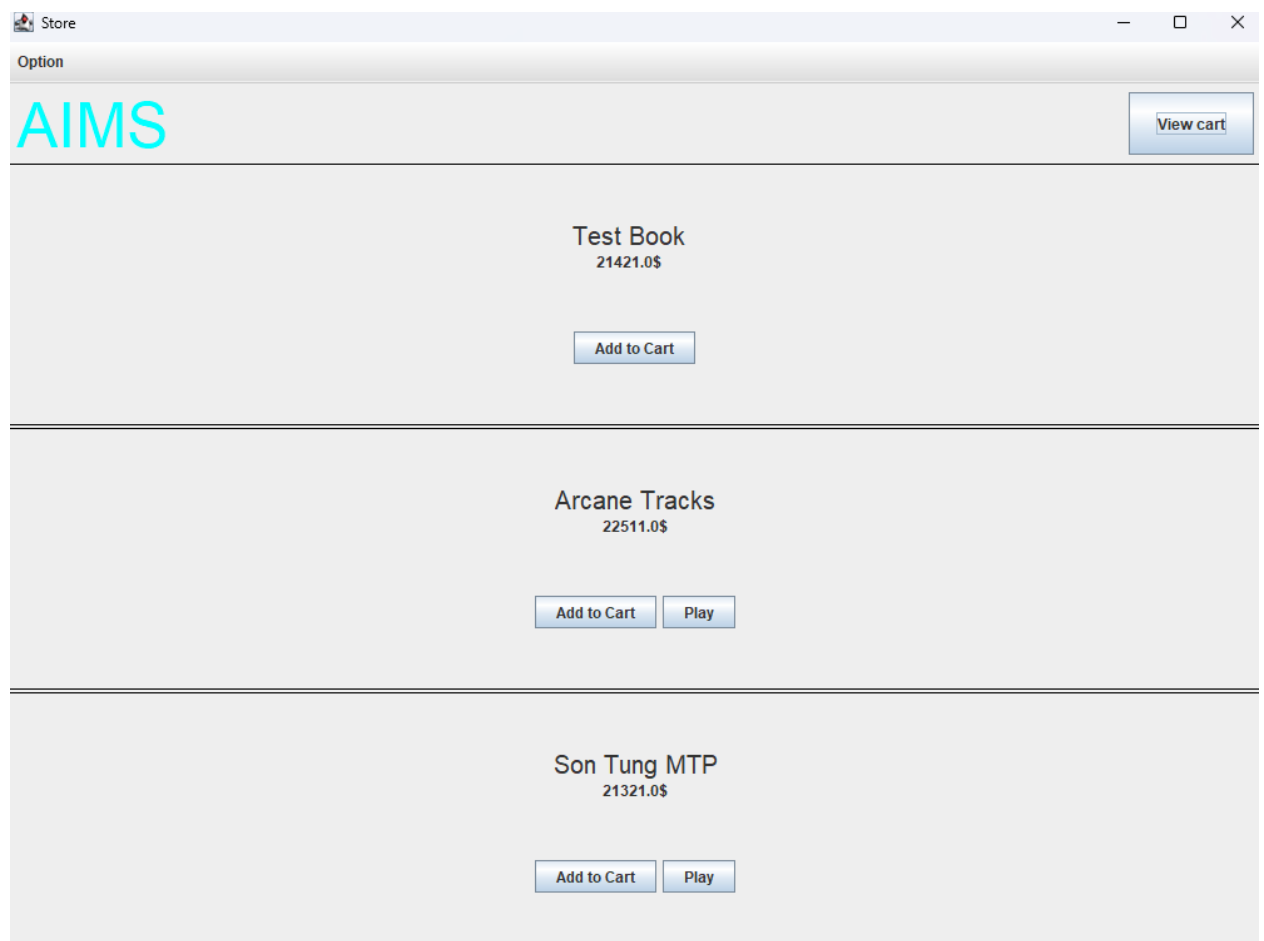 Store
Option
AIMS
View cart
Test Book
21421.0$
Add to Cart
Arcane Tracks
22511.0$
Add to Cart Play
Son Tung MTP
21321.0$
Add to Cart Play